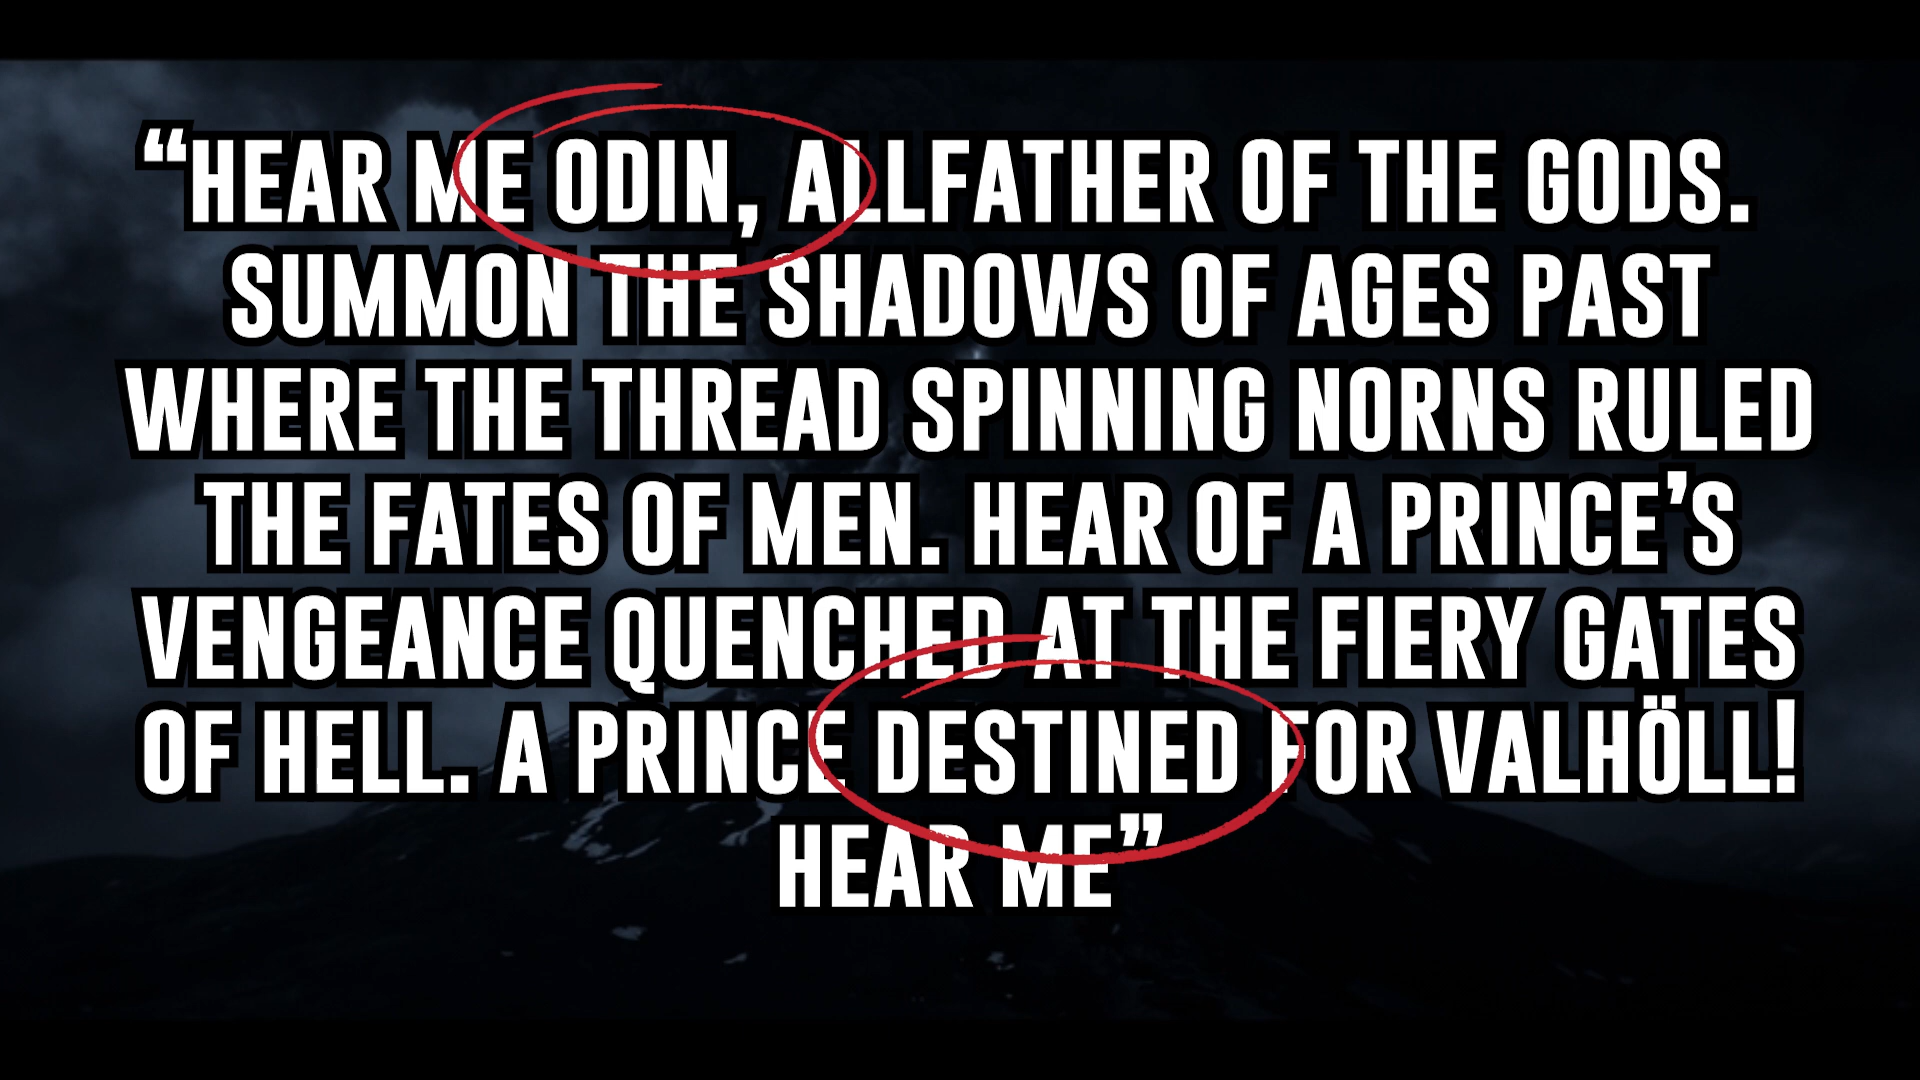 “HEAR ME ODIN, ALLFATHER OF THE GODS.
SUMMON THE SHADOWS OF AGES PAST
WHERE THE THREAD SPINNING NORNS RULED
THE FATES OF MEN. HEAR OF A PRINCE’S
VENGEANCE QUENCHED AT THE FIERY GATES
OF HELL. A PRINCE DESTINED FOR VALHÖLL!
HEAR ME”